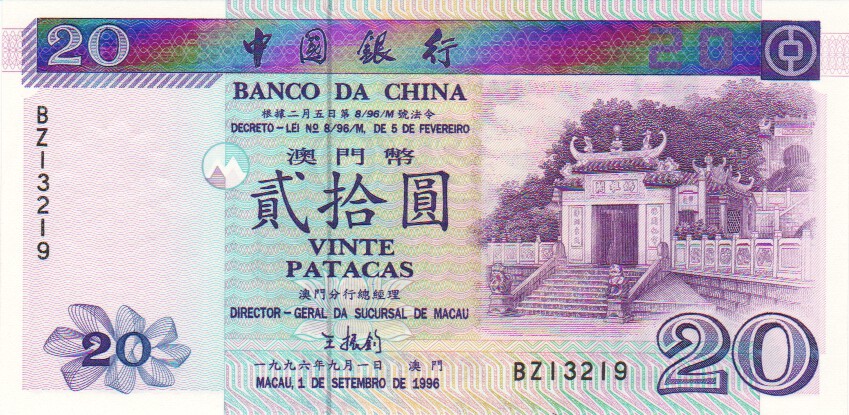 20 中國銀行 20
BANCO DA CHINA
根據二月五日第8/96/M號法令
DECRETO-LEI Nº 8/96/M, DE 5 DE FEVEREIRO
BZ13219
澳門幣
貳拾圓
VINTE
PATACAS
澳門分行總經理
DIRECTOR-GERAL DA SUCURSAL DE MACAU
王振鈞
20
一九九六年九月一日 澳門
MACAU, 1 DE SETEMBRO DE 1996
BZ13219
20